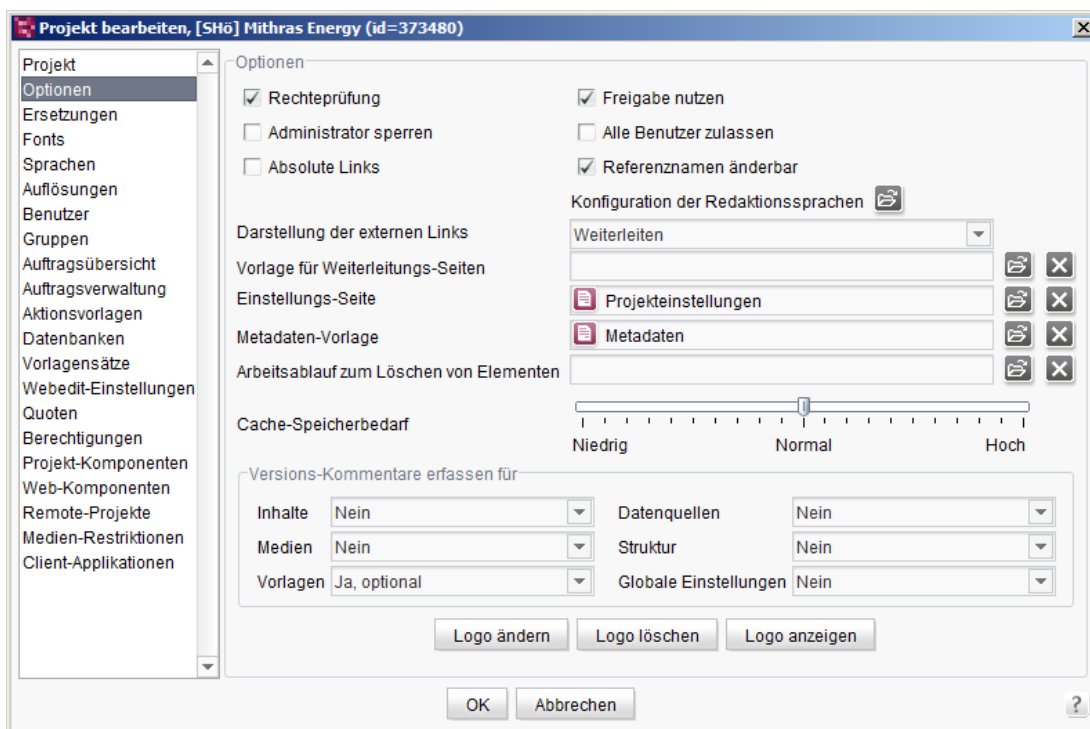 Projekt bearbeiten, [SHö] Mithras Energy (id=373480)
Projekt
Optionen
Ersetzungen
Fonts
Sprachen
Auflösungen
Benutzer
Gruppen
Auftragsübersicht
Auftragsverwaltung
Aktionsvorlagen
Datenbanken
Vorlagensätze
Webedit-Einstellungen
Quoten
Berechtigungen
Projekt-Komponenten
Web-Komponenten
Remote-Projekte
Medien-Restriktionen
Client-Applikationen
Optionen
Rechteprüfung Freigabe nutzen
Administrator sperren Alle Benutzer zulassen
Absolute Links Referenznamen änderbar
Konfiguration der Redaktionssprachen
Darstellung der externen Links Weiterleiten
Vorlage für Weiterleitungs-Seiten
Einstellungs-Seite Projekteinstellungen
Metadaten-Vorlage Metadaten
Arbeitsablauf zum Löschen von Elementen
Cache-Speicherbedarf
Niedrig Normal Hoch
Versions-Kommentare erfassen für
Inhalte Nein Datenquellen Nein
Medien Nein Struktur Nein
Vorlagen Ja, optional Globale Einstellungen Nein
Logo ändern Logo löschen Logo anzeigen
OK Abbrechen ?